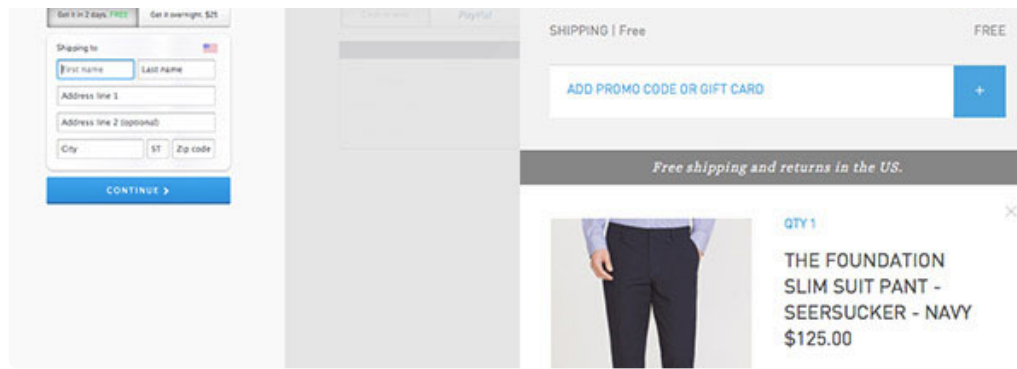 Get it in 2 days, FREE
Get it overnight, $25
Shipping to
First name
Last name
Address line 1
Address line 2 (optional)
City
ST
Zip code
CONTINUE >
PayPal
SHIPPING | Free
FREE
ADD PROMO CODE OR GIFT CARD
+
Free shipping and returns in the US.
QTY 1
THE FOUNDATION
SLIM SUIT PANT -
SEERSUCKER - NAVY
$125.00